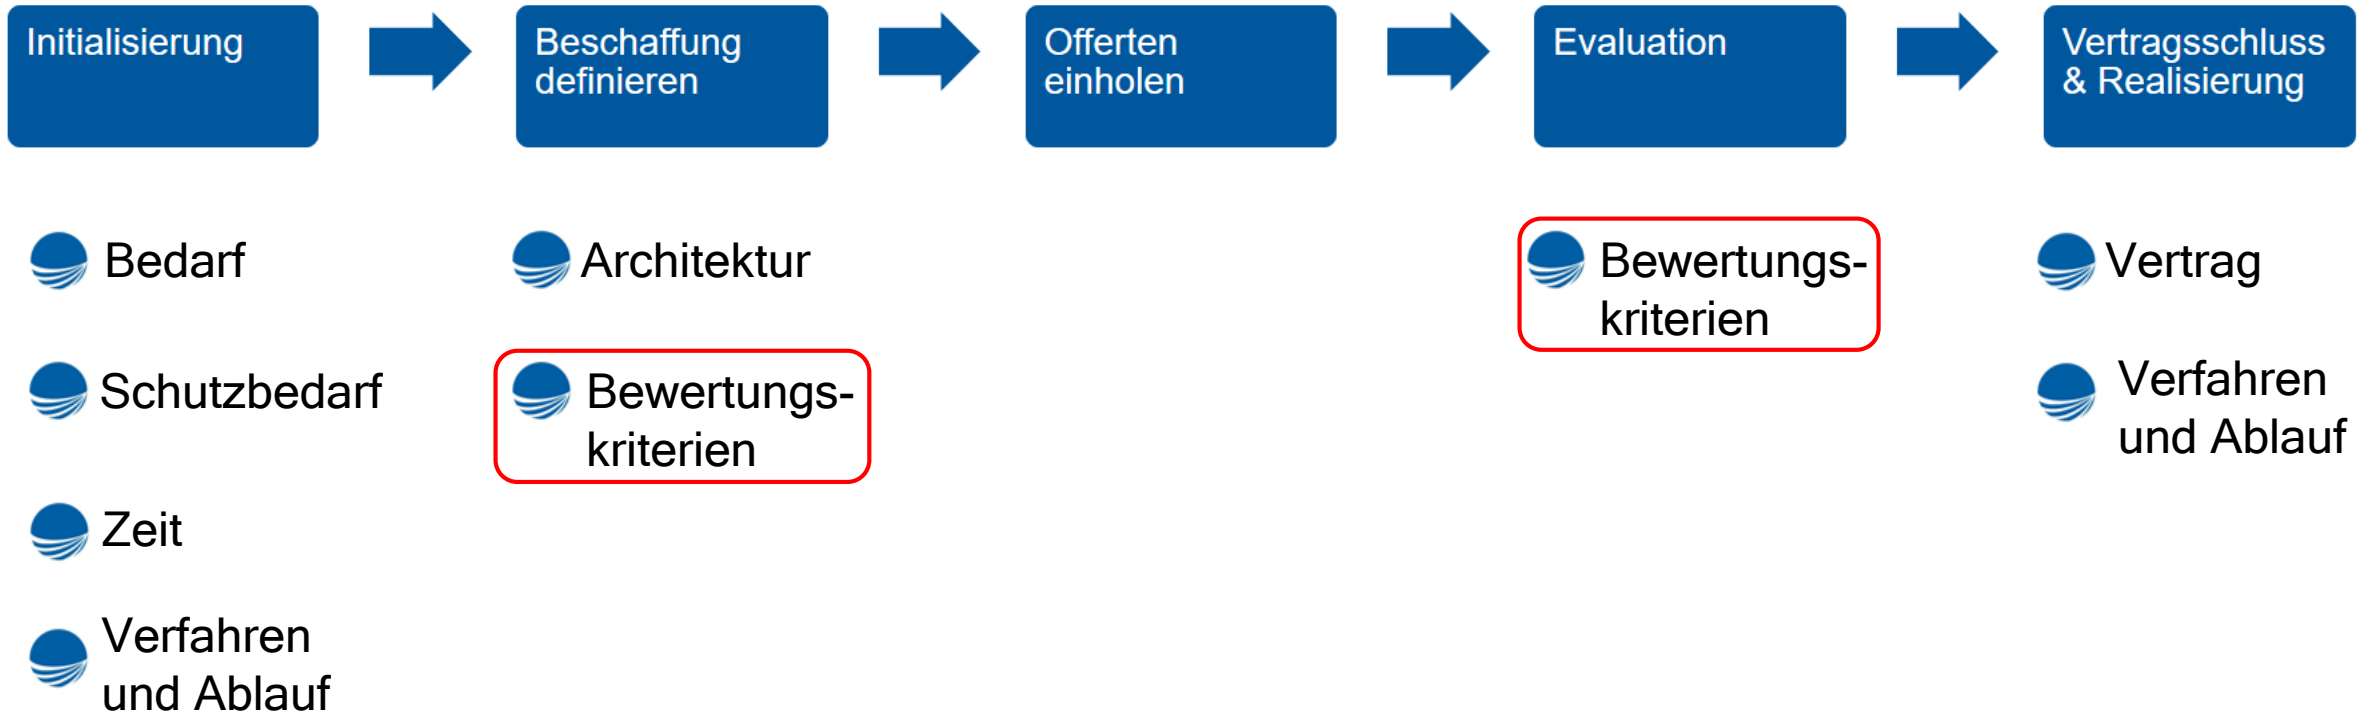 Initialisierung
Beschaffung
definieren
Offerten
einholen
Evaluation
Vertragsschluss
& Realisierung
Bedarf
Schutzbedarf
Zeit
Verfahren
und Ablauf
Architektur
Bewertungs-
kriterien
Bewertungs-
kriterien
Vertrag
Verfahren
und Ablauf